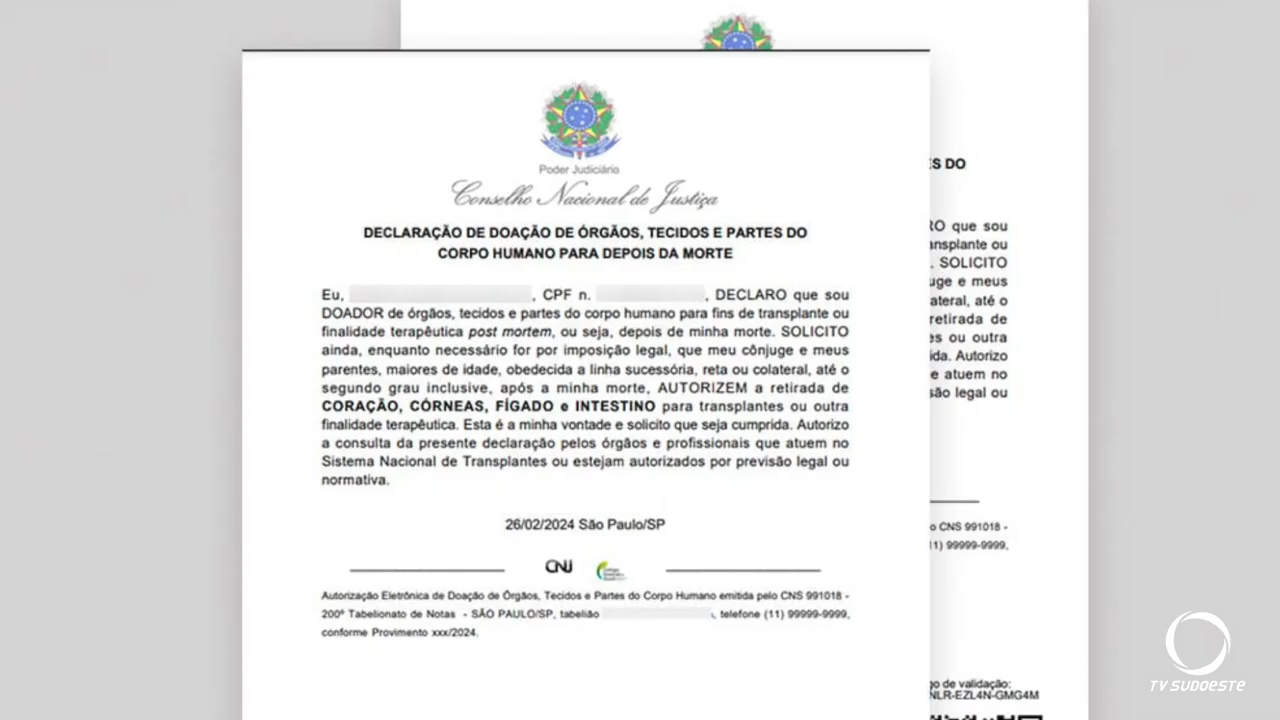 Poder Judiciário
Conselho Nacional de Justiça
DECLARAÇÃO DE DOAÇÃO DE ÓRGÃOS, TECIDOS E PARTES DO
CORPO HUMANO PARA DEPOIS DA MORTE
Eu, , CPF n. , DECLARO que sou
DOADOR de órgãos, tecidos e partes do corpo humano para fins de transplante ou
finalidade terapêutica post mortem, ou seja, depois de minha morte. SOLICITO
ainda, enquanto necessário for por imposição legal, que meu cônjuge e meus
parentes, maiores de idade, obedecida a linha sucessória, reta ou colateral, até o
segundo grau inclusive, após a minha morte, AUTORIZEM a retirada de
CORAÇÃO, CÓRNEAS, FÍGADO e INTESTINO para transplantes ou outra
finalidade terapêutica. Esta é a minha vontade e solicito que seja cumprida. Autorizo
a consulta da presente declaração pelos órgãos e profissionais que atuem no
Sistema Nacional de Transplantes ou estejam autorizados por previsão legal ou
normativa.
26/02/2024 São Paulo/SP
CNJ
Autorização Eletrônica de Doação de Órgãos, Tecidos e Partes do Corpo Humano emitida pelo CNS 991018 -
200º Tabelionato de Notas - SÃO PAULO/SP, tabelião , telefone (11) 99999-9999,
conforme Provimento xxx/2024.
S DO
RO que sou
ansplante ou
. SOLICITO
uge e meus
ateral, até o
retirada de
es ou outra
ida. Autorizo
e atuem no
são legal ou
o CNS 991018 -
11) 99999-9999,
go de validação:
NLR-EZL4N-GMG4M
TV SUDOESTE